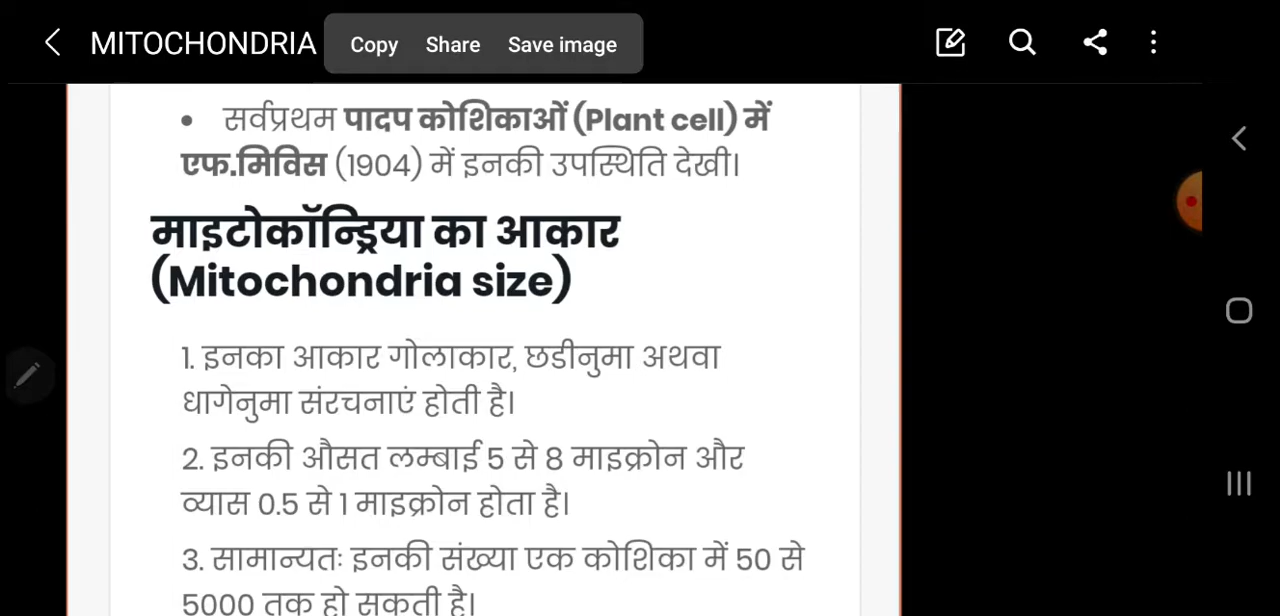 MITOCHONDRIA
Copy Share Save image
• सर्वप्रथम पादप कोशिकाओं (Plant cell) में
एफ.मिविस (1904) में इनकी उपस्थिति देखी।
माइटोकॉन्ड्रिया का आकार
(Mitochondria size)
1. इनका आकार गोलाकार, छडीनुमा अथवा
धागेनुमा संरचनाएं होती है।
2. इनकी औसत लम्बाई 5 से 8 माइक्रोन और
व्यास 0.5 से 1 माइक्रोन होता है।
3. सामान्यतः इनकी संख्या एक कोशिका में 50 से
5000 तक हो सकती है।